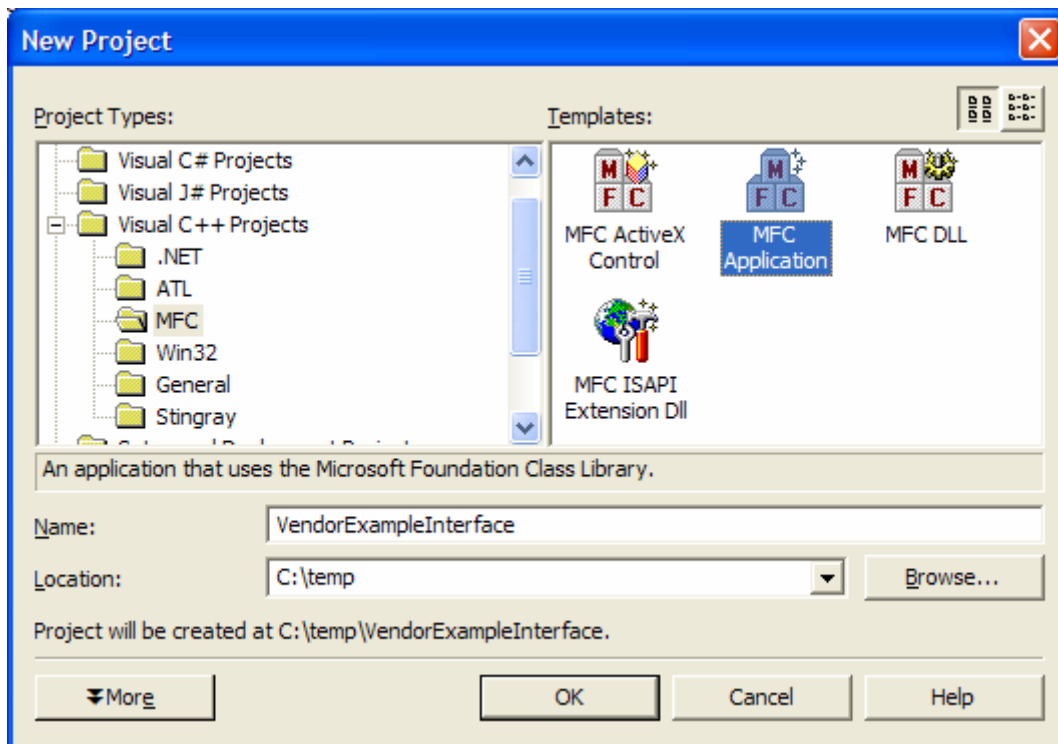 New Project
Project Types:
Templates:
Visual C# Projects
Visual J# Projects
Visual C++ Projects
.NET
ATL
MFC
Win32
General
Stingray
M
F C
MFC ActiveX
Control
M
F C
MFC
Application
M
F C
MFC DLL
MFC ISAPI
Extension Dll
An application that uses the Microsoft Foundation Class Library.
Name:
VendorExampleInterface
Location:
C:\temp
Browse...
Project will be created at C:\temp\VendorExampleInterface.
More
OK
Cancel
Help